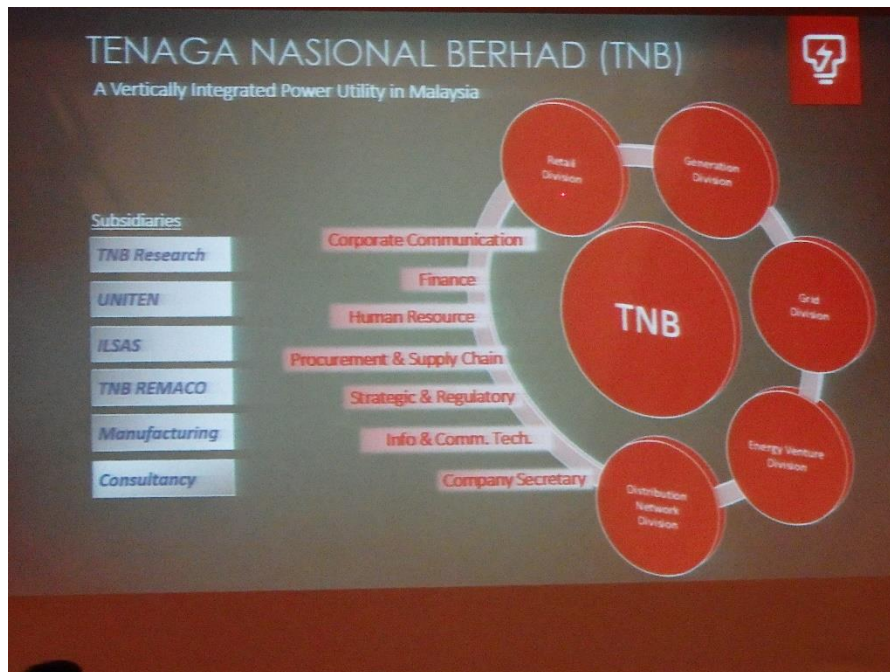 TENAGA NASIONAL BERHAD (TNB)
A Vertically Integrated Power Utility in Malaysia
Subsidiaries
TNB Research
UNITEN
ILSAS
TNB REMACO
Manufacturing
Consultancy
Corporate Communication
Finance
Human Resource
Procurement & Supply Chain
Strategic & Regulatory
Info & Comm. Tech.
Company Secretary
Retail
Division
Generation
Division
Grid
Division
Energy Venture
Division
Distribution
Network
Division
TNB